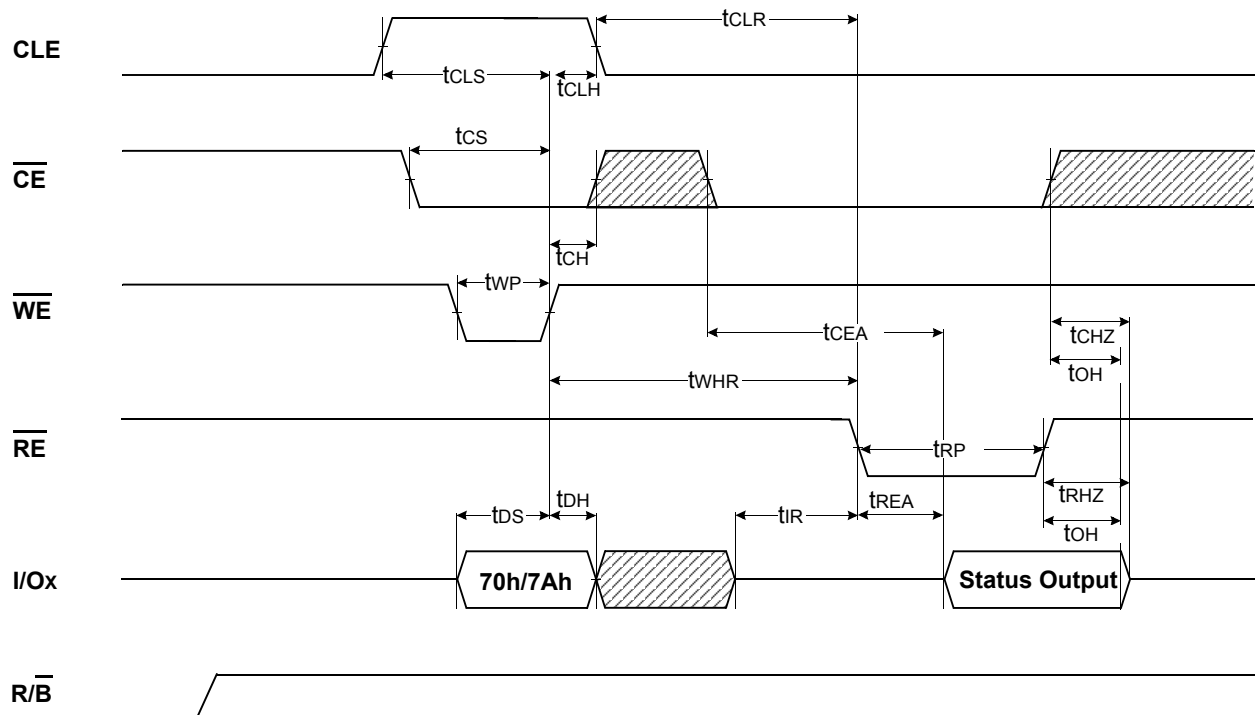 tCLR
CLE
tCLS
tCLH
tCS
CE
tCH
tWP
WE
tCEA
tCHZ
tOH
tWHR
RE
tRP
tDH
tREA
tRHZ
tDS
tIR
tOH
I/Ox
70h/7Ah
Status Output
R/B